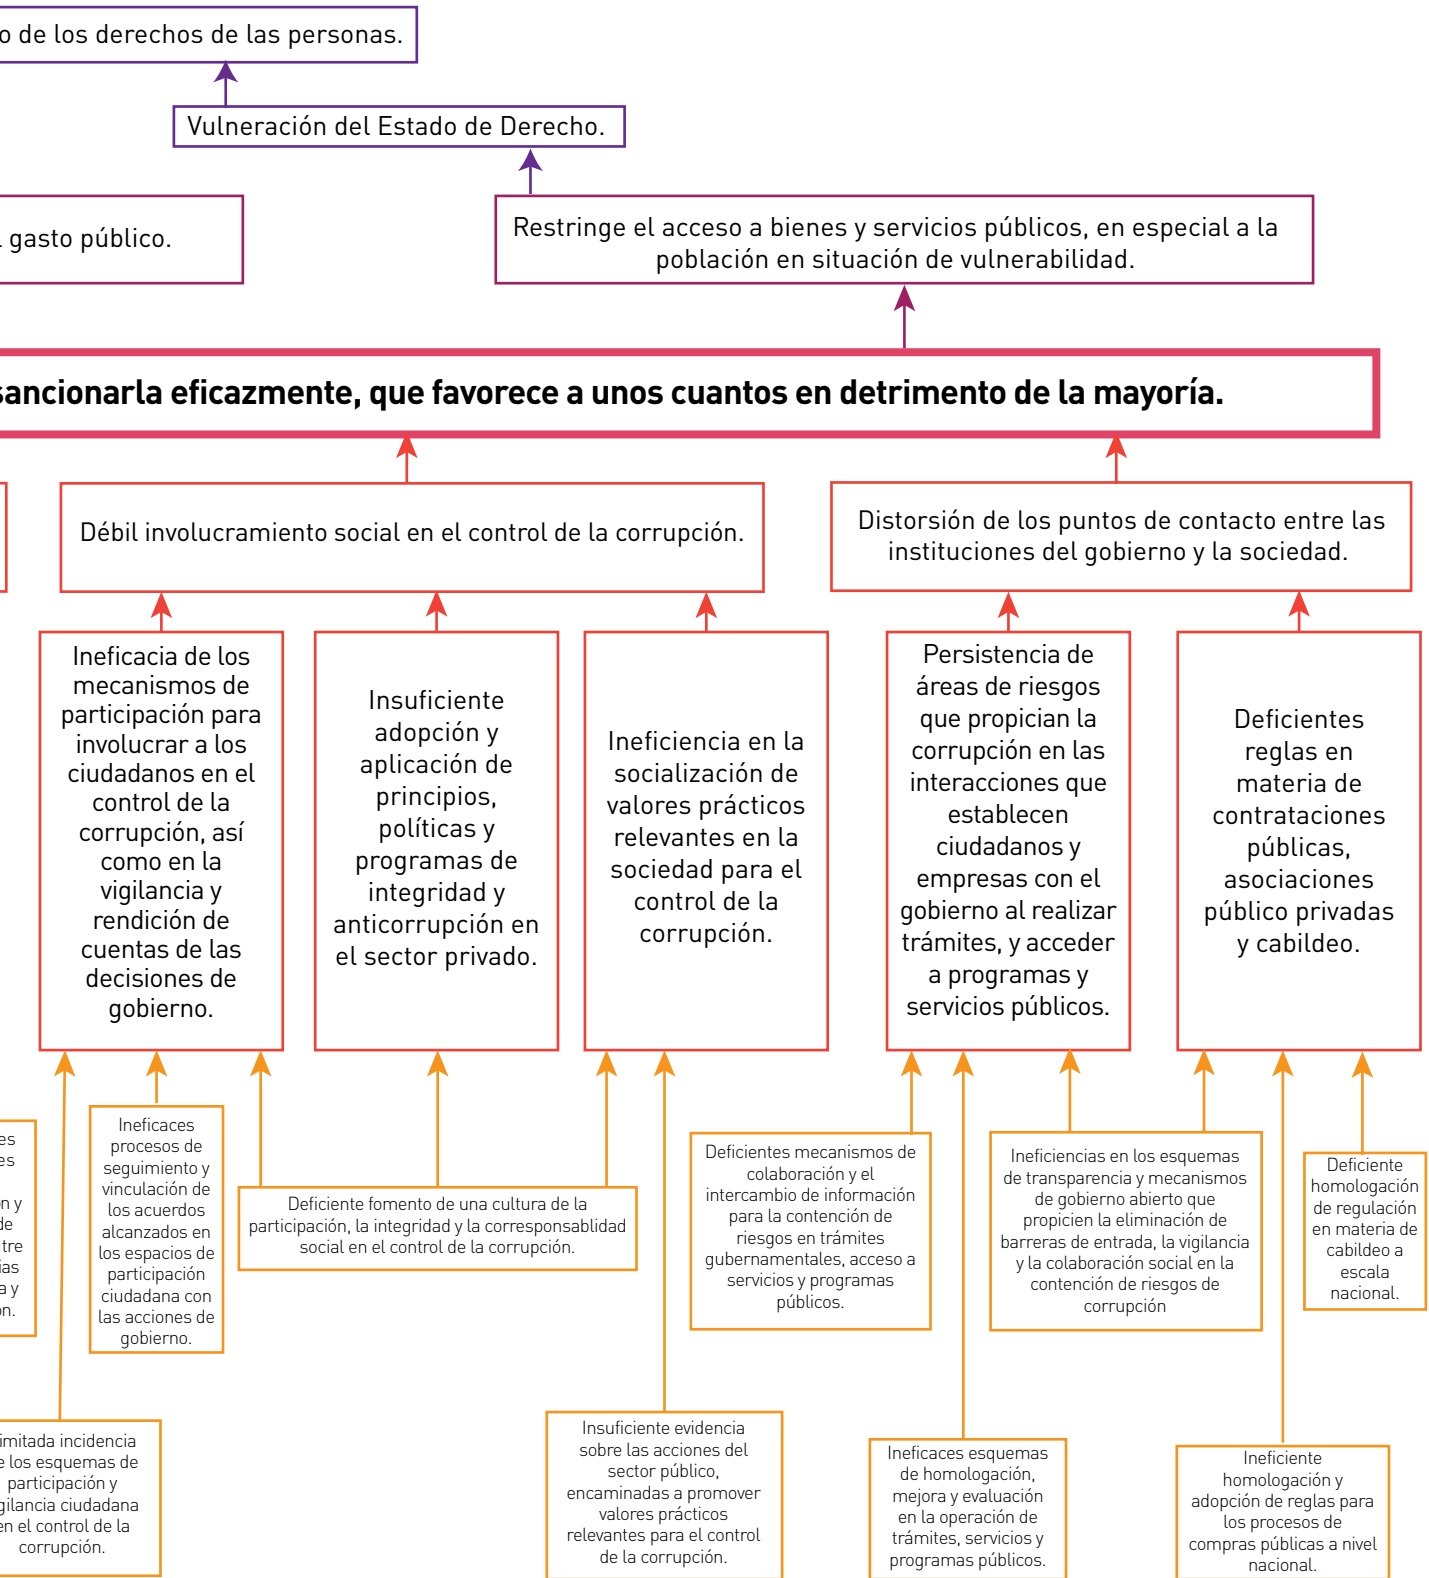 o de los derechos de las personas.
Vulneración del Estado de Derecho.
gasto público.
Restringe el acceso a bienes y servicios públicos, en especial a la
población en situación de vulnerabilidad.
sancionarla eficazmente, que favorece a unos cuantos en detrimento de la mayoría.
Débil involucramiento social en el control de la corrupción.
Distorsión de los puntos de contacto entre las
instituciones del gobierno y la sociedad.
Ineficacia de los
mecanismos de
participación para
involucrar a los
ciudadanos en el
control de la
corrupción, así
como en la
vigilancia y
rendición de
cuentas de las
decisiones de
gobierno.
Insuficiente
adopción y
aplicación de
principios,
políticas y
programas de
integridad y
anticorrupción en
el sector privado.
Ineficiencia en la
socialización de
valores prácticos
relevantes en la
sociedad para el
control de la
corrupción.
Persistencia de
áreas de riesgos
que propician la
corrupción en las
interacciones que
establecen
ciudadanos y
empresas con el
gobierno al realizar
trámites, y acceder
a programas y
servicios públicos.
Deficientes
reglas en
materia de
contrataciones
públicas,
asociaciones
público privadas
y cabildeo.
es
es
n y
de
tre
ias
a y
ón.
Ineficaces
procesos de
seguimiento y
vinculación de
los acuerdos
alcanzados en
los espacios de
participación
ciudadana con
las acciones de
gobierno.
Deficiente fomento de una cultura de la
participación, la integridad y la corresponsablidad
social en el control de la corrupción.
Deficientes mecanismos de
colaboración y el
intercambio de información
para la contención de
riesgos en trámites
gubernamentales, acceso a
servicios y programas
públicos.
Ineficiencias en los esquemas
de transparencia y mecanismos
de gobierno abierto que
propicien la eliminación de
barreras de entrada, la vigilancia
y la colaboración social en la
contención de riesgos de
corrupción
Deficiente
homologación
de regulación
en materia de
cabildeo a
escala
nacional.
imitada incidencia
e los esquemas de
participación y
gilancia ciudadana
en el control de la
corrupción.
Insuficiente evidencia
sobre las acciones del
sector público,
encaminadas a promover
valores prácticos
relevantes para el control
de la corrupción.
Ineficaces esquemas
de homologación,
mejora y evaluación
en la operación de
trámites, servicios y
programas públicos.
Ineficiente
homologación y
adopción de reglas para
los procesos de
compras públicas a nivel
nacional.